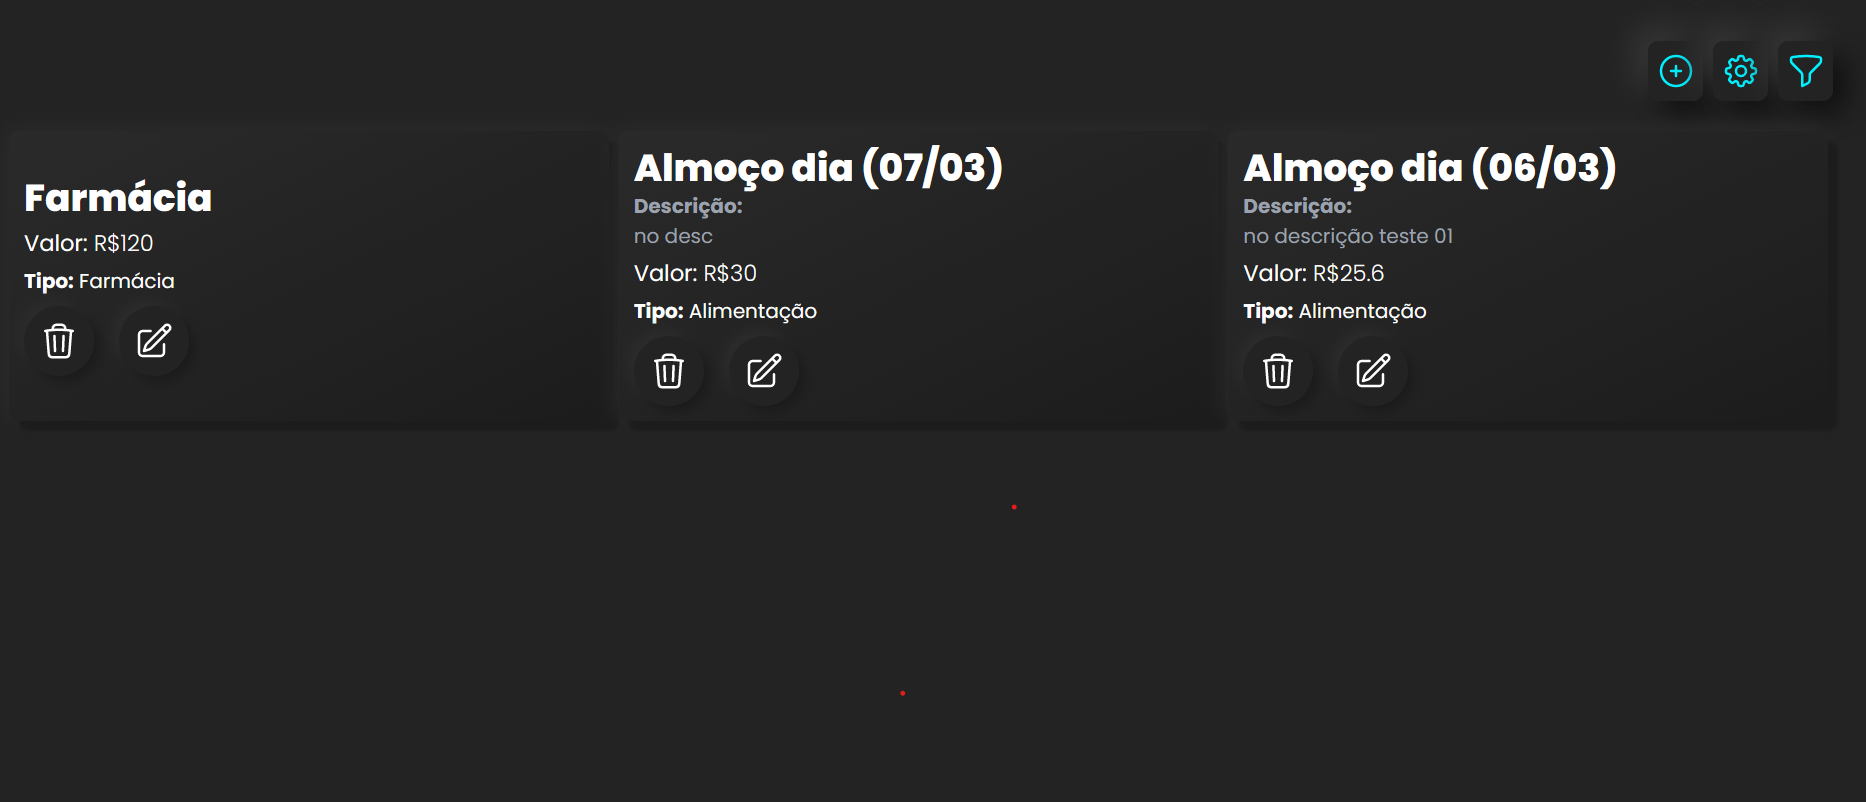 Farmácia
Valor: R$120
Tipo: Farmácia
Almoço dia (07/03)
Descrição:
no desc
Valor: R$30
Tipo: Alimentação
Almoço dia (06/03)
Descrição:
no descrição teste 01
Valor: R$25.6
Tipo: Alimentação